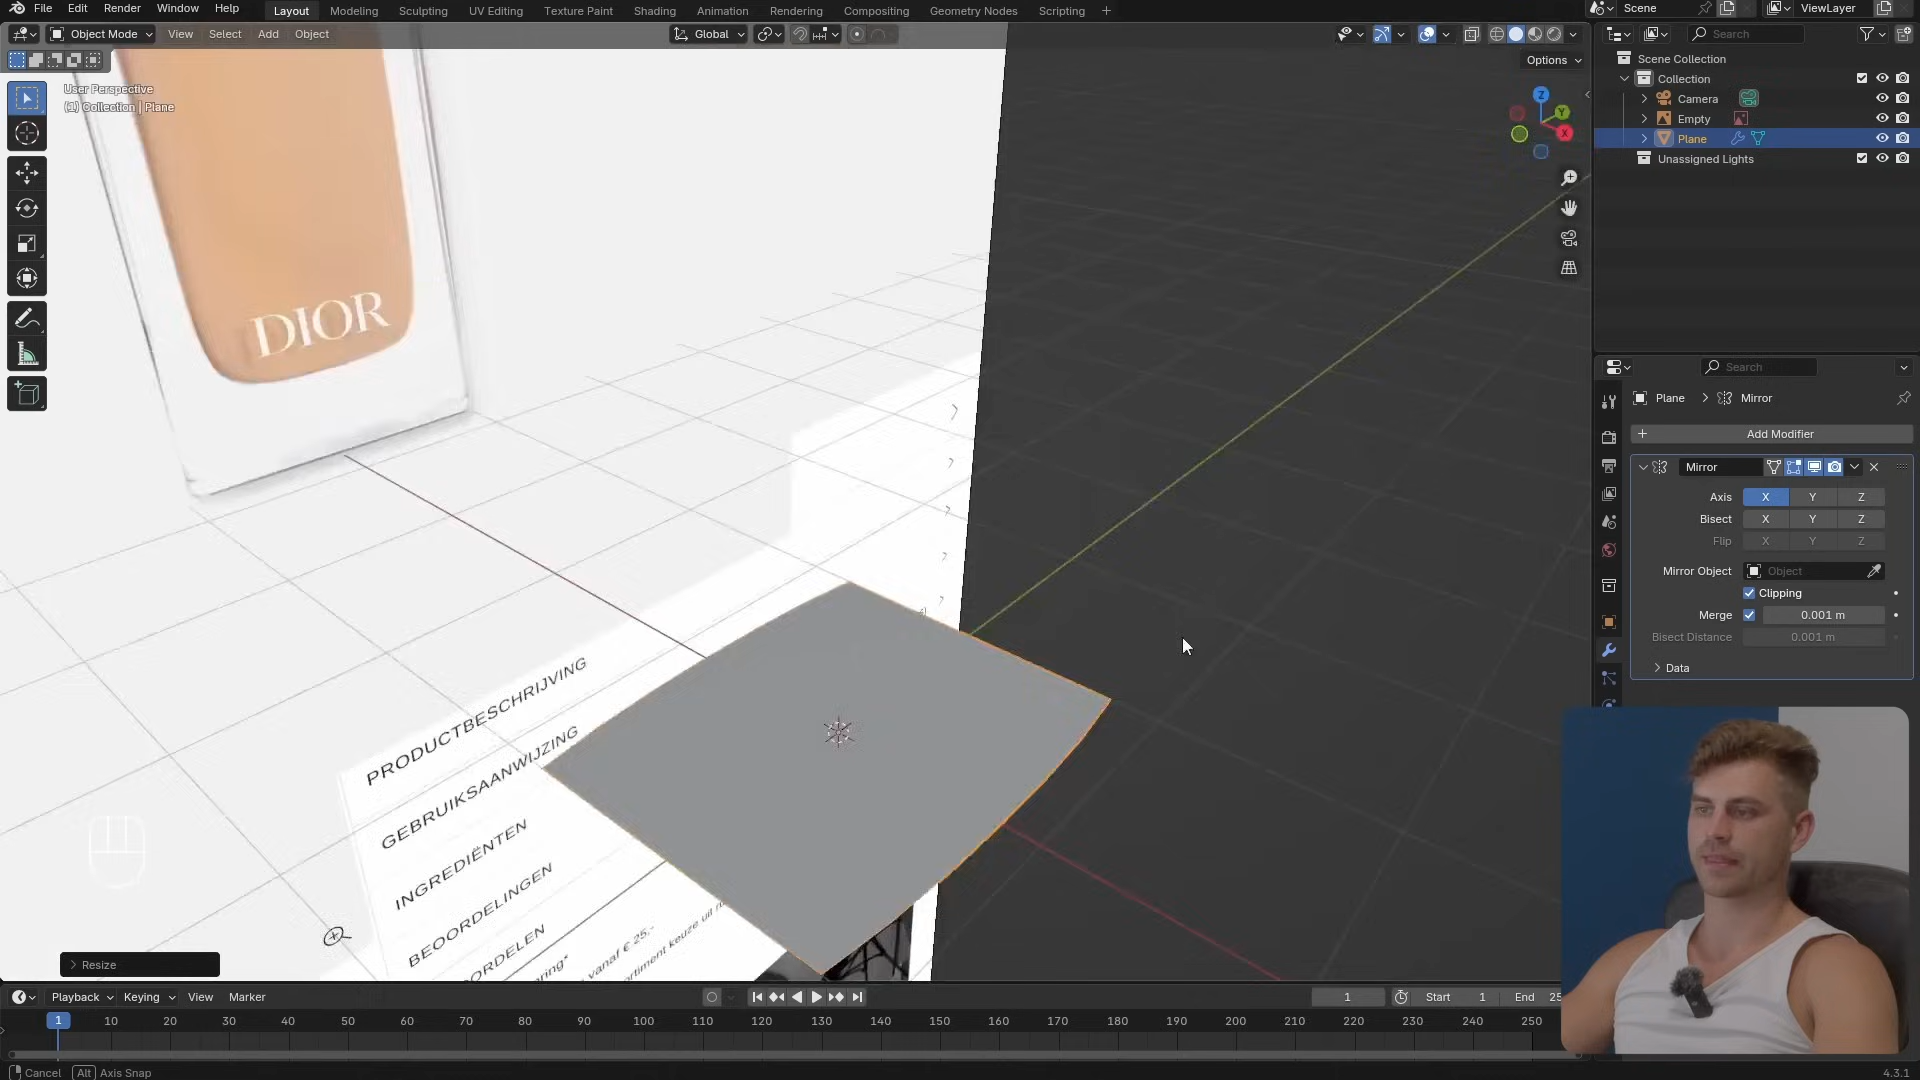 File Edit Render Window Help Layout Modeling Sculpting UV Editing Texture Paint Shading Animation Rendering Compositing Geometry Nodes Scripting + Scene ViewLayer
Object Mode View Select Add Object Global Search
Options
User Perspective
(1) Collection | Plane
Scene Collection
Collection
Camera
Empty
Plane
Unassigned Lights
Z
Y
X
DIOR
Search
Plane > Mirror
+ Add Modifier
Mirror
Axis X Y Z
Bisect X Y Z
Flip X Y Z
Mirror Object Object
Clipping
Merge 0.001 m
Bisect Distance 0.001 m
Data
PRODUCTBESCHRIJVING
GEBRUIKSAANWIJZING
INGREDIËNTEN
BEOORDELINGEN
ORDELEN
vanaf € 25,-
Resize
Playback Keying View Marker 1 Start 1 End 25
1 10 20 30 40 50 60 70 80 90 100 110 120 130 140 150 160 170 180 190 200 210 220 230 240 250
Cancel Alt Axis Snap 4.3.1